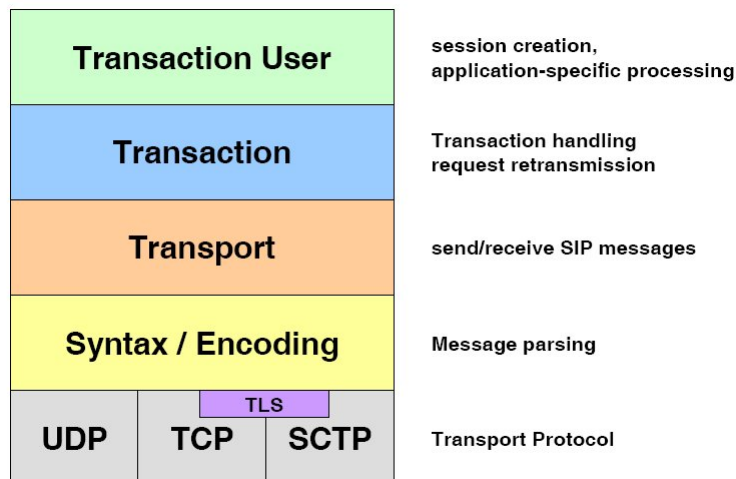 Transaction User
session creation,
application-specific processing
Transaction
Transaction handling
request retransmission
Transport
send/receive SIP messages
Syntax / Encoding
Message parsing
TLS
UDP
TCP
SCTP
Transport Protocol